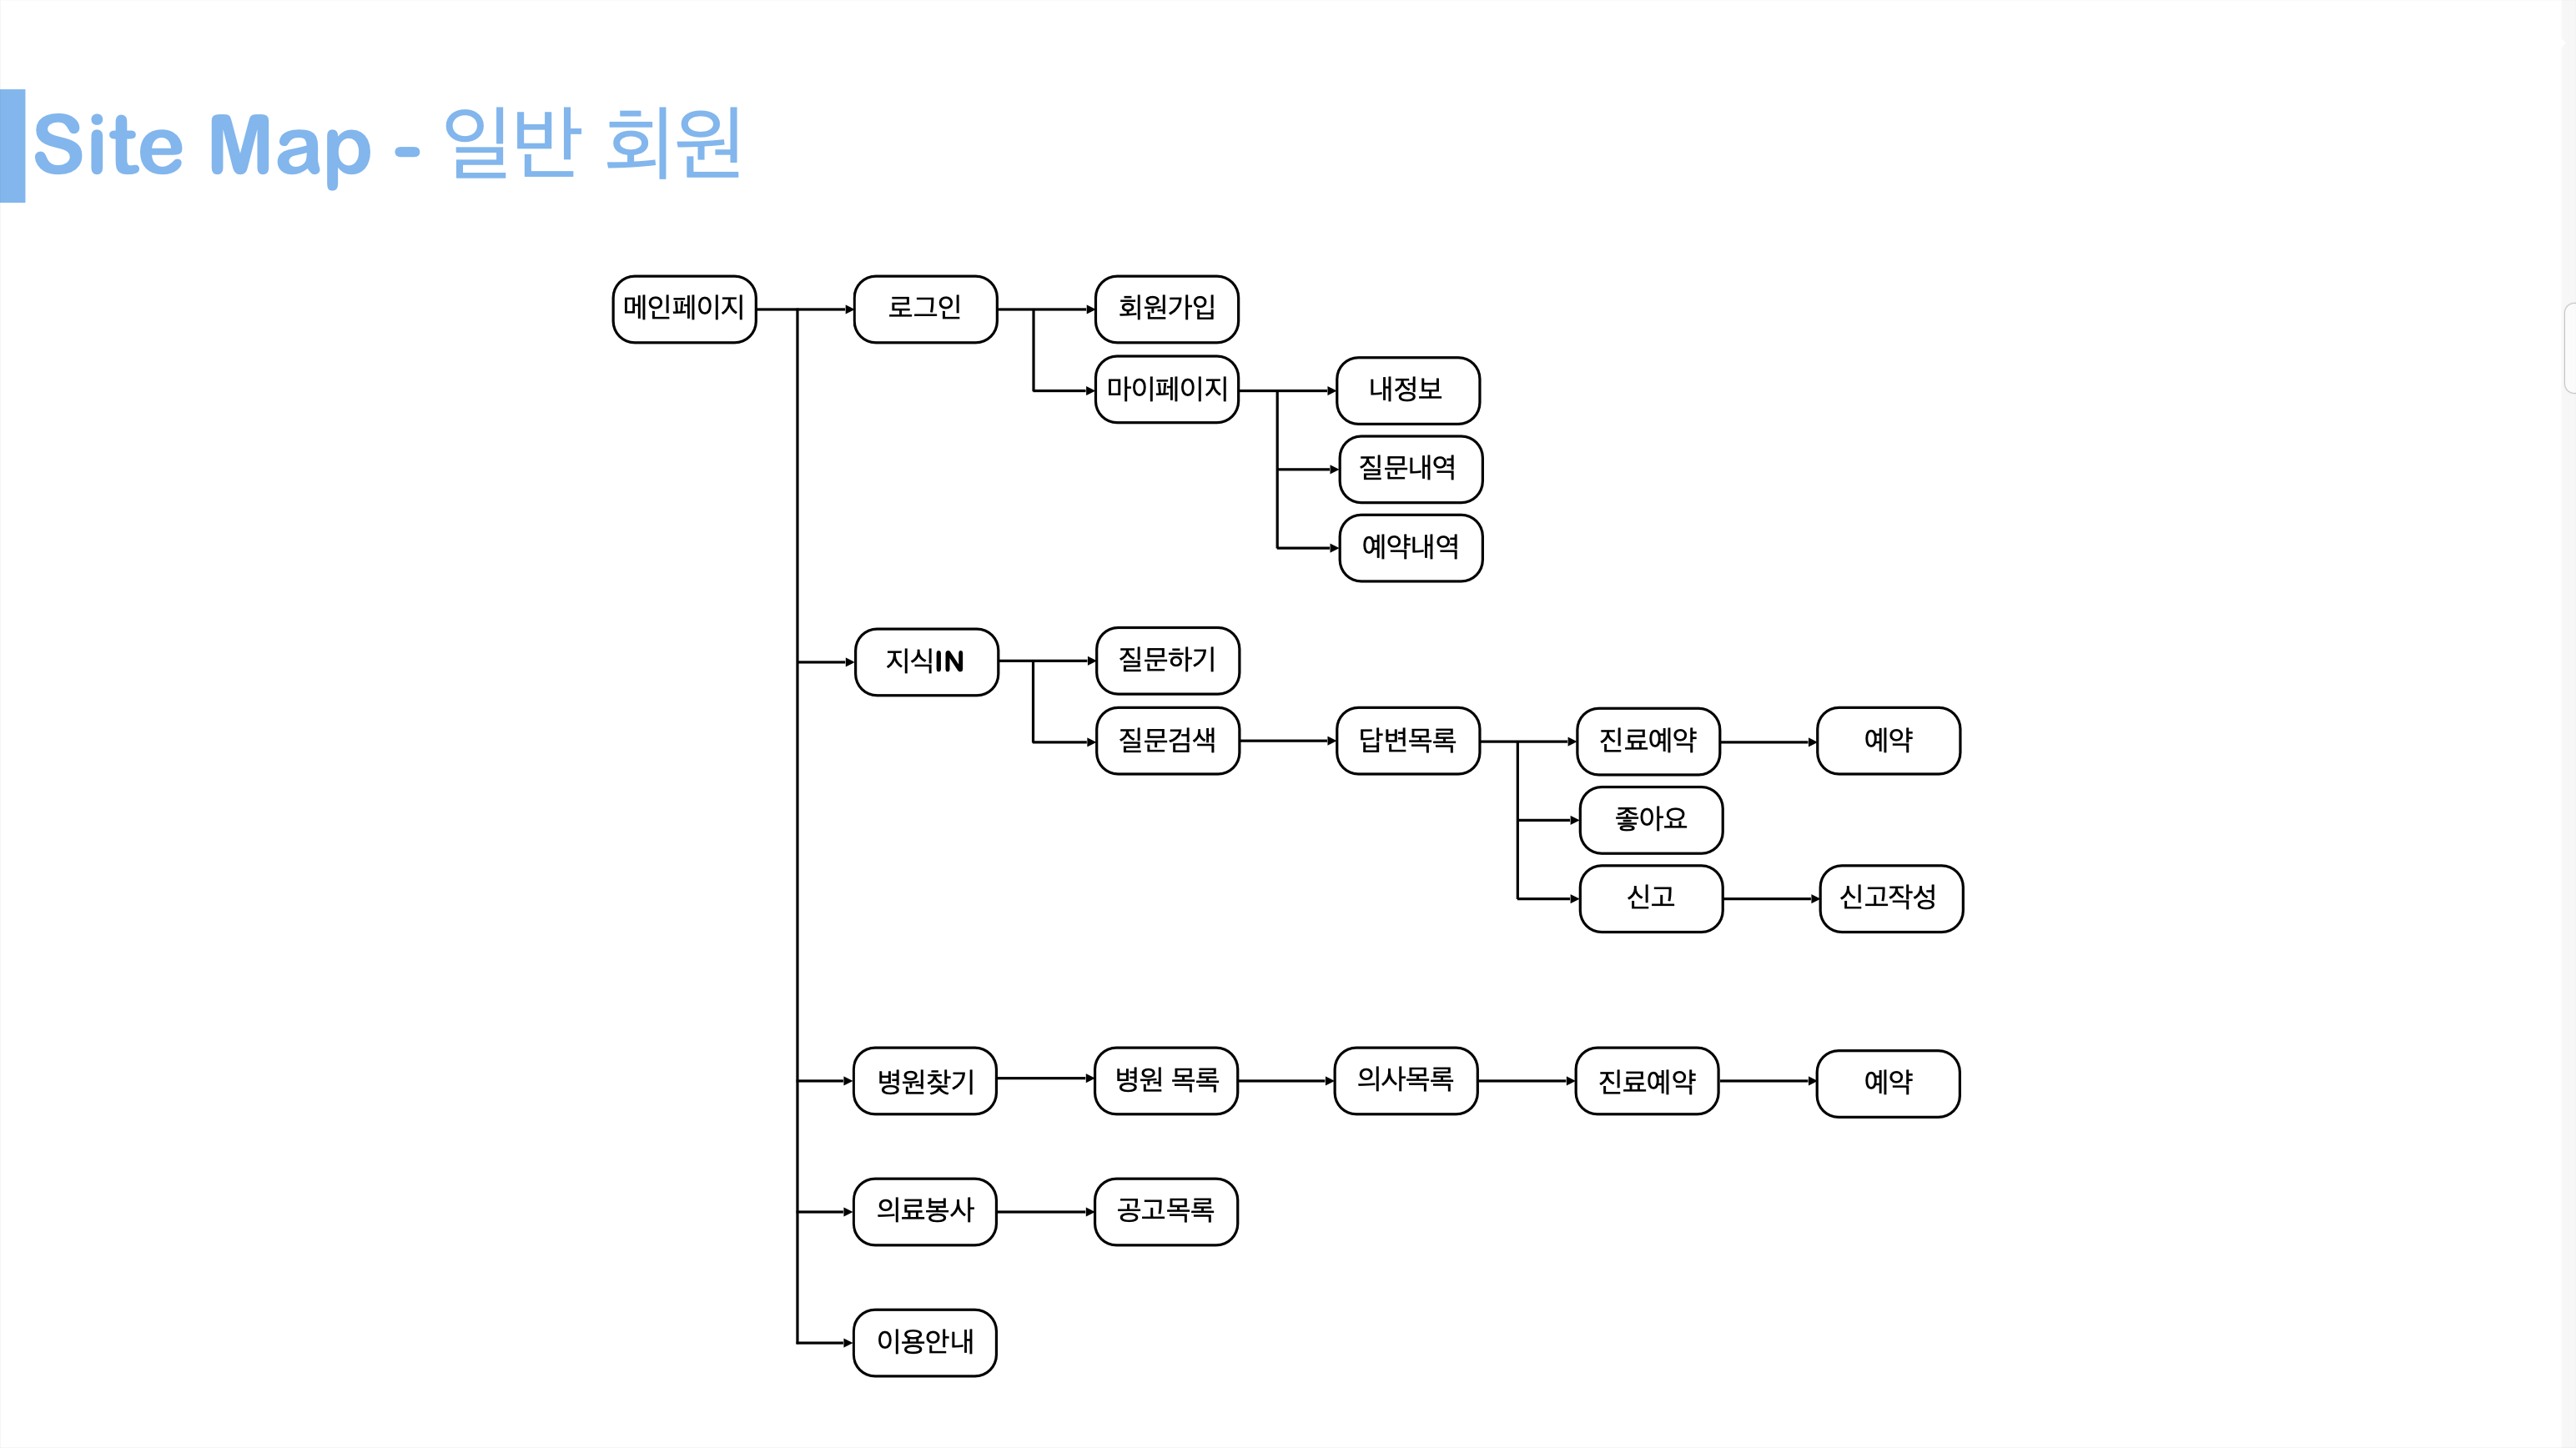 Site Map - 일반 회원
메인페이지
로그인
회원가입
마이페이지
내정보
질문내역
예약내역
지식IN
질문하기
질문검색
답변목록
진료예약
예약
좋아요
신고
신고작성
병원찾기
병원 목록
의사목록
진료예약
예약
의료봉사
공고목록
이용안내